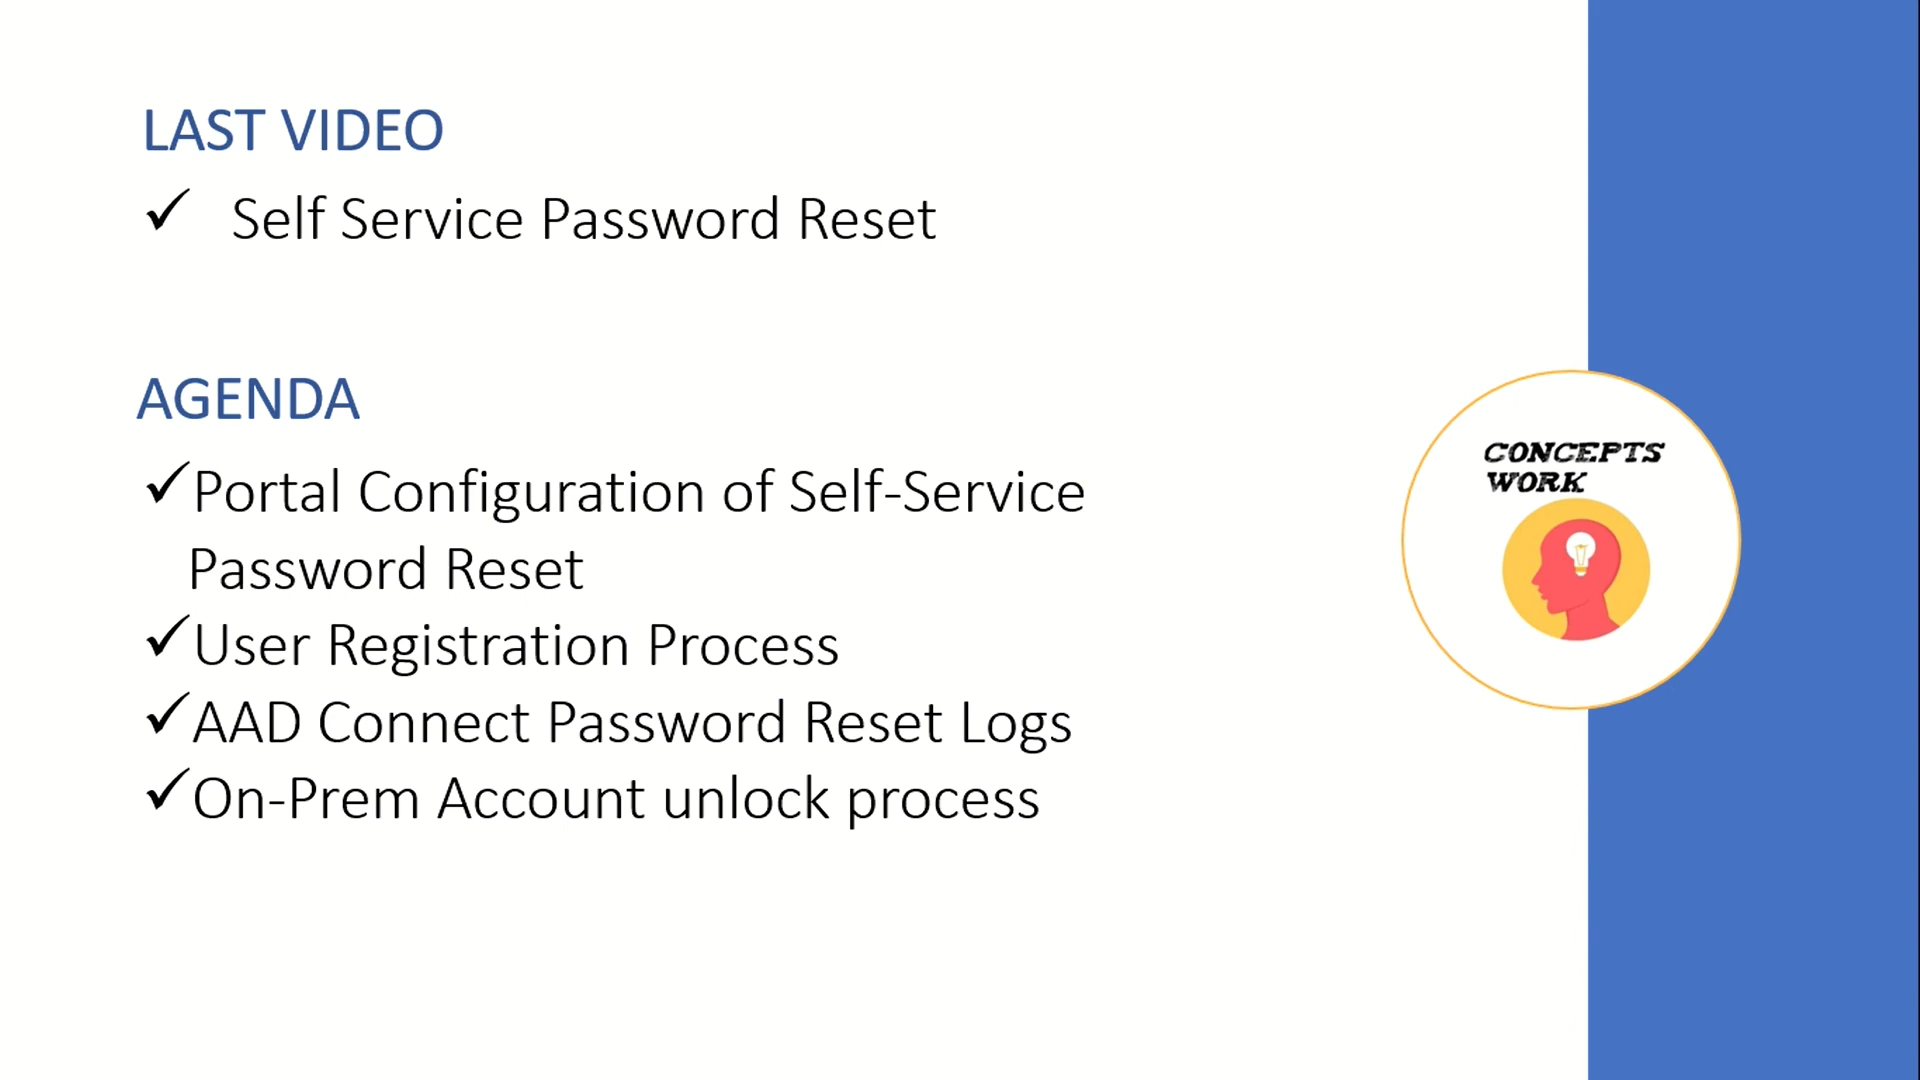 LAST VIDEO
✓ Self Service Password Reset
AGENDA
✓Portal Configuration of Self-Service
Password Reset
✓User Registration Process
✓AAD Connect Password Reset Logs
✓On-Prem Account unlock process
CONCEPTS
WORK